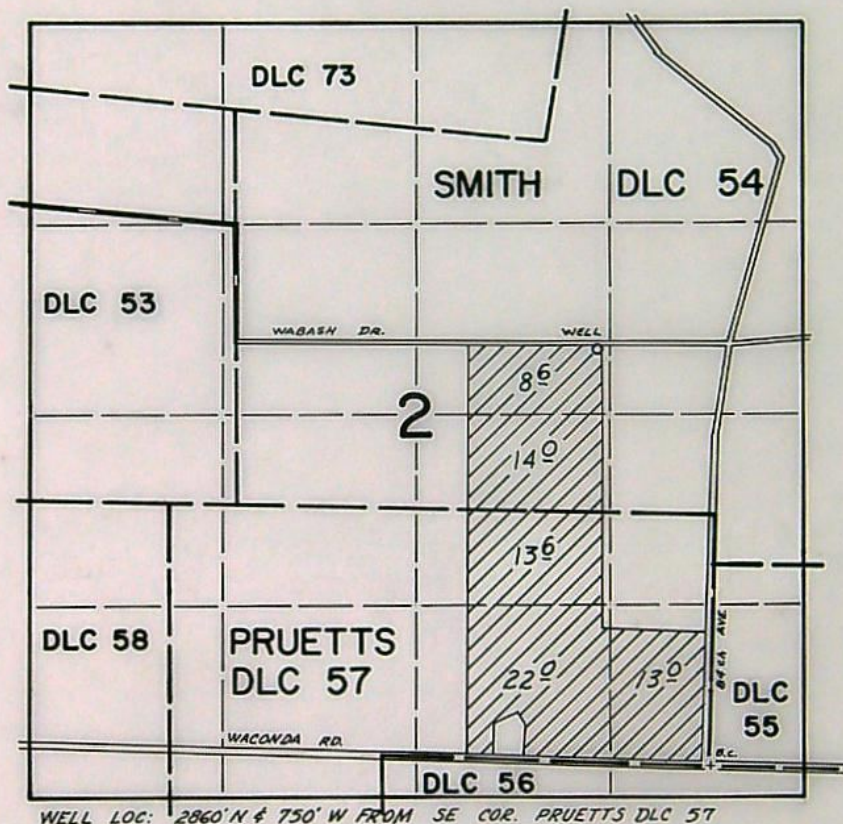 DLC 73
SMITH DLC 54
DLC 53
WABASH DR. WELL
8 6
2
14 0
13 6
DLC 58
PRUETTS
DLC 57
22 0
13 0
AVE
DLC
55
WACONDA RD.
B.C.
DLC 56
WELL LOC: 2860' N & 750' W FROM SE COR. PRUETTS DLC 57